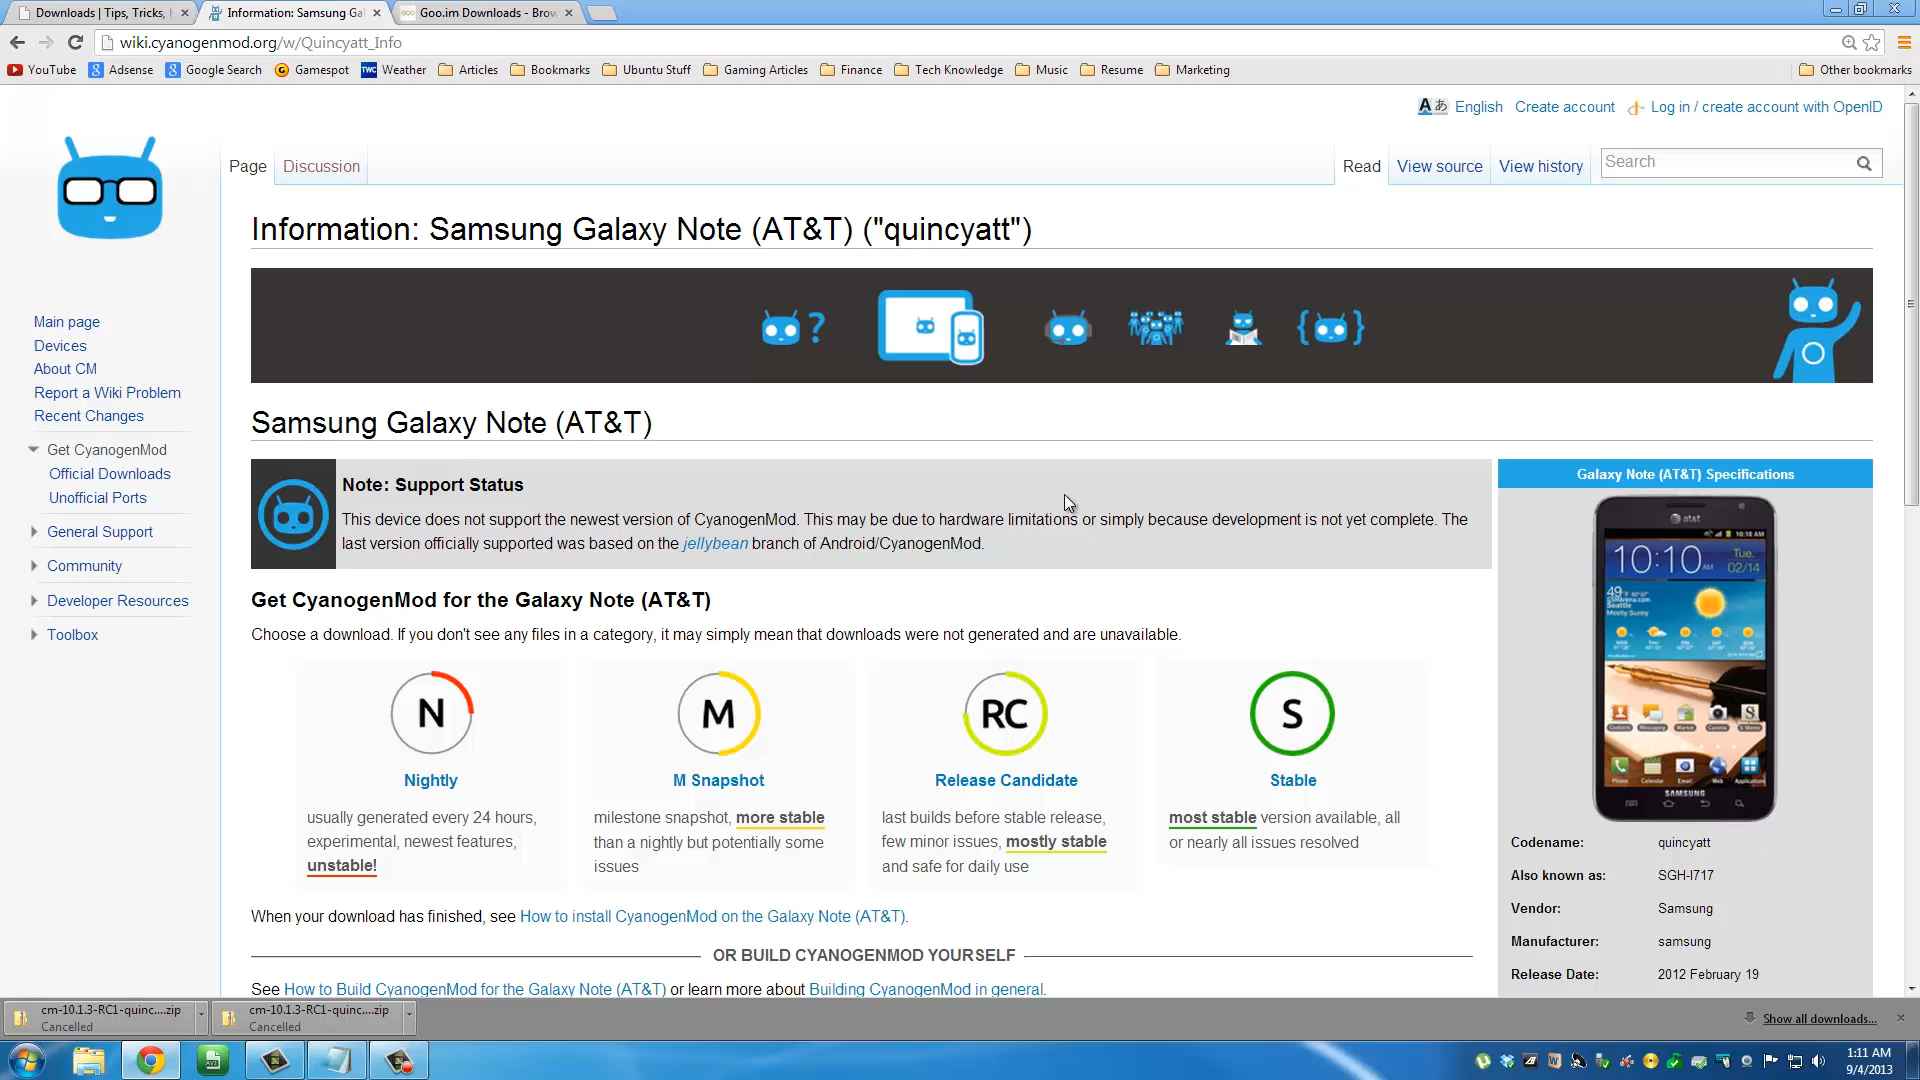 Downloads | Tips, Tricks,
Information: Samsung Gal
Goo.im Downloads - Brow
wiki.cyanogenmod.org/w/Quincyatt_Info
YouTube
Adsense
Google Search
Gamespot
TWC Weather
Articles
Bookmarks
Ubuntu Stuff
Gaming Articles
Finance
Tech Knowledge
Music
Resume
Marketing
Other bookmarks
English
Create account
Log in / create account with OpenID
Page
Discussion
Read
View source
View history
Search
Information: Samsung Galaxy Note (AT&T) ("quincyatt")
Main page
Devices
About CM
Report a Wiki Problem
Recent Changes
Get CyanogenMod
Official Downloads
Unofficial Ports
General Support
Community
Developer Resources
Toolbox
Samsung Galaxy Note (AT&T)
Note: Support Status
This device does not support the newest version of CyanogenMod. This may be due to hardware limitations or simply because development is not yet complete. The
last version officially supported was based on the jellybean branch of Android/CyanogenMod.
Get CyanogenMod for the Galaxy Note (AT&T)
Choose a download. If you don't see any files in a category, it may simply mean that downloads were not generated and are unavailable.
N
Nightly
usually generated every 24 hours,
experimental, newest features,
unstable!
M
M Snapshot
milestone snapshot, more stable
than a nightly but potentially some
issues
RC
Release Candidate
last builds before stable release,
few minor issues, mostly stable
and safe for daily use
S
Stable
most stable version available, all
or nearly all issues resolved
When your download has finished, see How to install CyanogenMod on the Galaxy Note (AT&T).
OR BUILD CYANOGENMOD YOURSELF
See How to Build CyanogenMod for the Galaxy Note (AT&T) or learn more about Building CyanogenMod in general.
Galaxy Note (AT&T) Specifications
at&t
10:10 AM
Tue.
02/14
49°
Seattle
Mostly Sunny
SAMSUNG
Codename: quincyatt
Also known as: SGH-I717
Vendor: Samsung
Manufacturer: samsung
Release Date: 2012 February 19
cm-10.1.3-RC1-quinc....zip
Cancelled
cm-10.1.3-RC1-quinc....zip
Cancelled
Show all downloads...
1:11 AM
9/4/2013